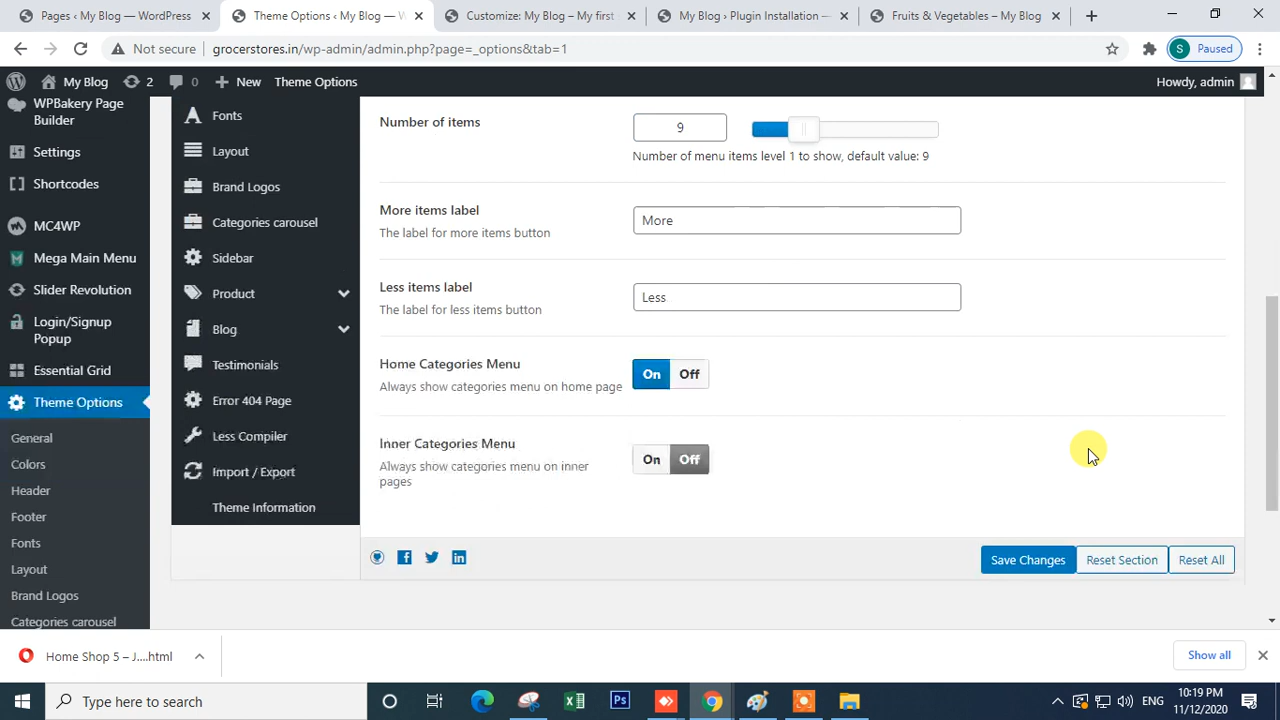 Pages ‹ My Blog — WordPress
Theme Options ‹ My Blog — W
Customize: My Blog – My first
My Blog › Plugin Installation —
Fruits & Vegetables – My Blog
Not secure
grocerstores.in/wp-admin/admin.php?page=_options&tab=1
S Paused
My Blog
2
0
New
Theme Options
Howdy, admin
WPBakery Page
Builder
Settings
Shortcodes
MC4WP
Mega Main Menu
Slider Revolution
Login/Signup
Popup
Essential Grid
Theme Options
General
Colors
Header
Footer
Fonts
Layout
Brand Logos
Categories carousel
Fonts
Layout
Brand Logos
Categories carousel
Sidebar
Product
Blog
Testimonials
Error 404 Page
Less Compiler
Import / Export
Theme Information
Number of items
9
Number of menu items level 1 to show, default value: 9
More items label
The label for more items button
More
Less items label
The label for less items button
Less
Home Categories Menu
Always show categories menu on home page
On Off
Inner Categories Menu
Always show categories menu on inner
pages
On Off
Save Changes
Reset Section
Reset All
Home Shop 5 – J....html
Show all
Type here to search
ENG
10:19 PM
11/12/2020